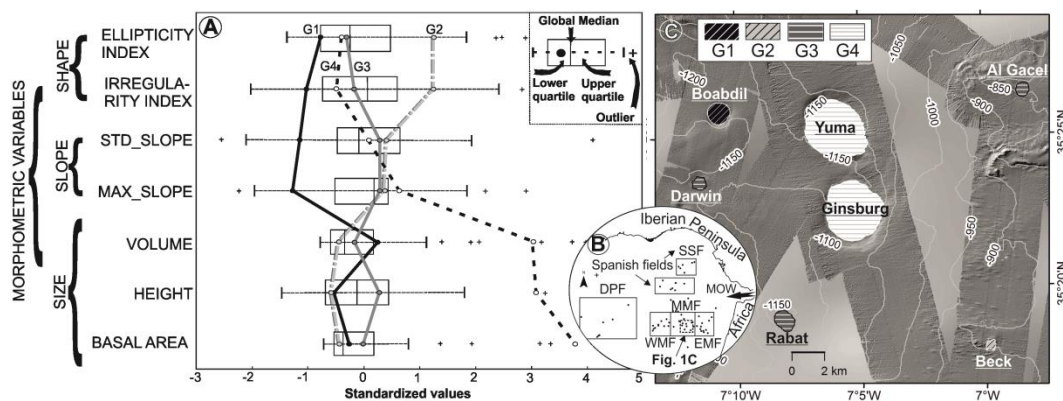 MORPHOMETRIC VARIABLES
SHAPE
SLOPE
SIZE
ELLIPTICITY
INDEX
IRREGULA-
RITY INDEX
STD_SLOPE
MAX_SLOPE
VOLUME
HEIGHT
BASAL AREA
A
G1
G2
G4
G3
Global Median
Lower
quartile
Upper
quartile
Outlier
-3
-2
-1
0
1
2
3
4
5
Standardized values
B
Iberian
Peninsula
Spanish fields
SSF
DPF
MOW
Africa
MMF
WMF
EMF
Fig. 1C
C
G1
G2
G3
G4
-1050
-1200
Boabdil
-1150
Yuma
-1150
-1150
-1000
Al Gacel
-850
-900
Darwin
Ginsburg
-1100
-950
-900
-1150
Rabat
Beck
0
2 km
35°25'
35°20'
7°10'W
7°5'W
7°W